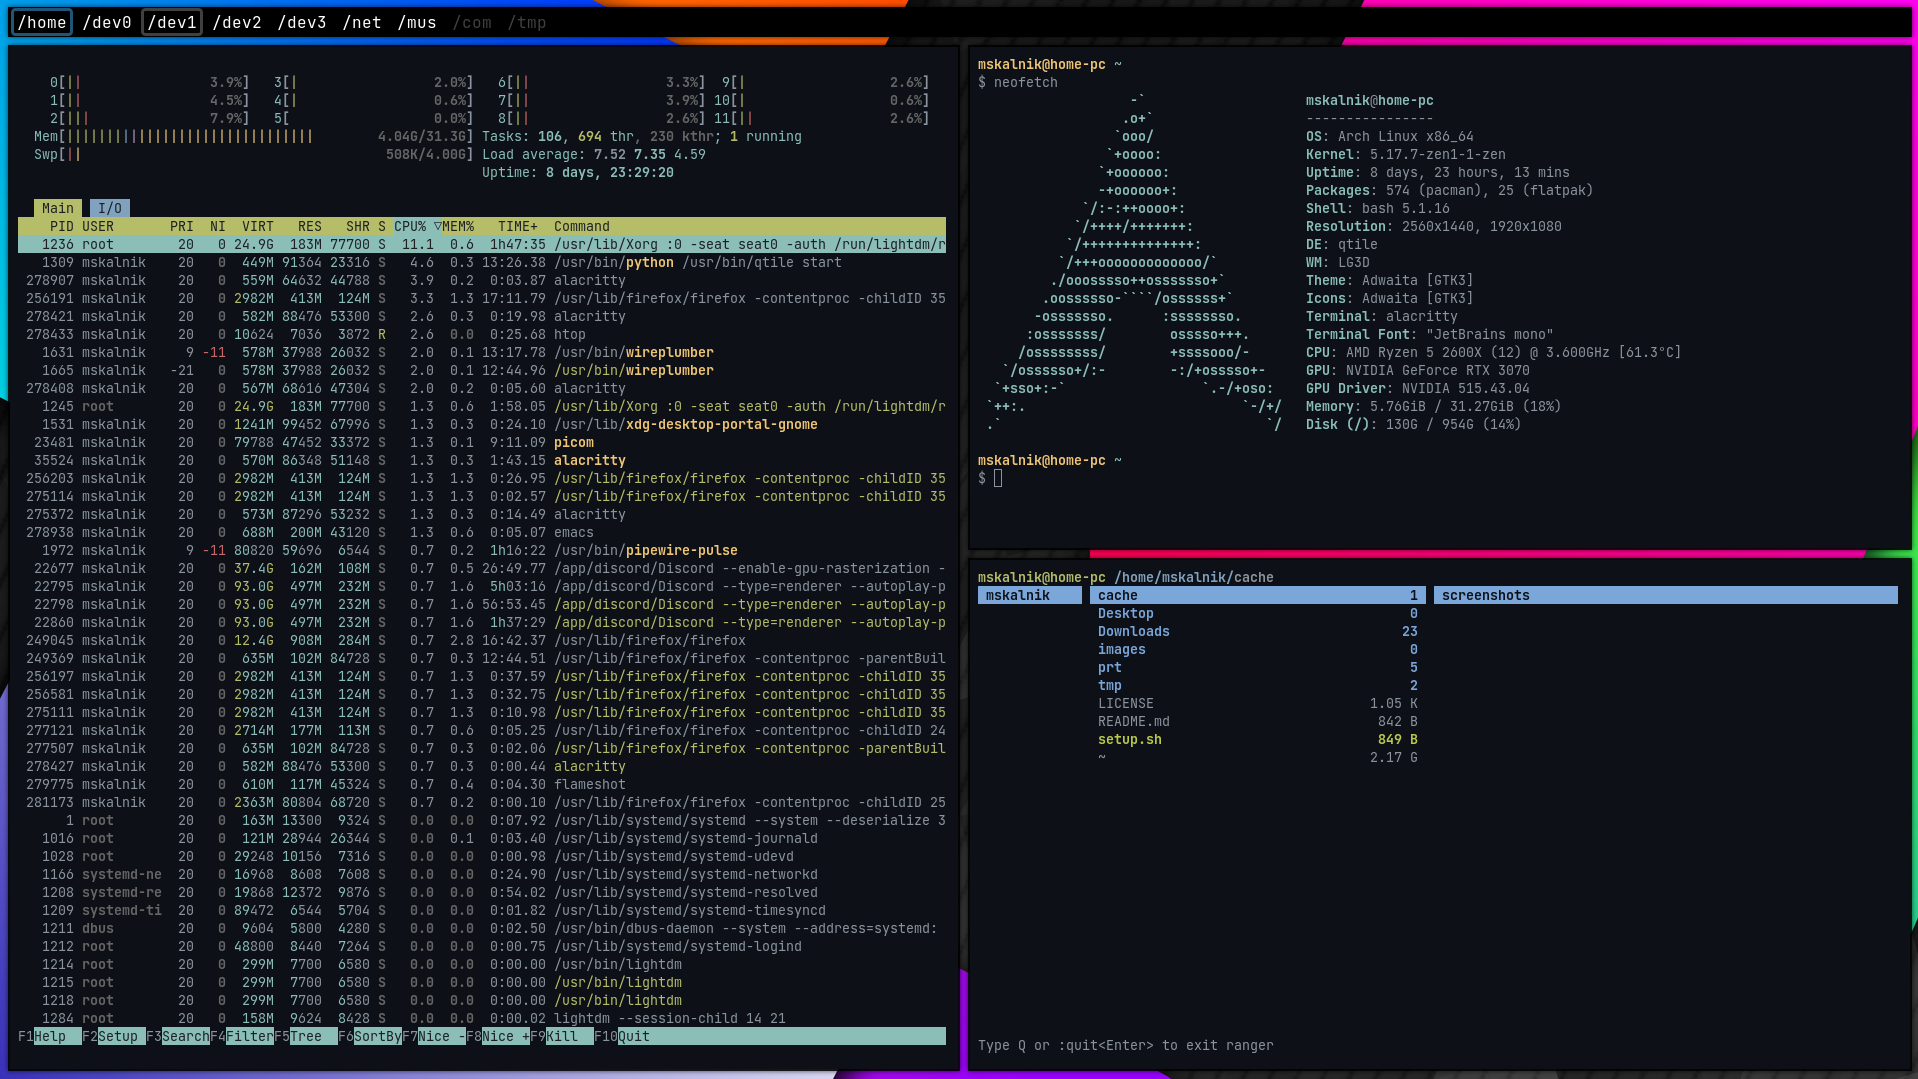 /home /dev0 /dev1 /dev2 /dev3 /net /mus /com /tmp
0[|| 3.9%] 3[| 2.0%] 6[|| 3.3%] 9[| 2.6%]
1[|| 4.5%] 4[| 0.6%] 7[|| 3.9%] 10[| 0.6%]
2[||| 7.9%] 5[ 0.0%] 8[|| 2.6%] 11[|| 2.6%]
Mem[||||||||||||||||||||||||||||||| 4.04G/31.3G] Tasks: 106, 694 thr, 230 kthr; 1 running
Swp[|| 508K/4.00G] Load average: 7.52 7.35 4.59
Uptime: 8 days, 23:29:20
Main I/O
PID USER PRI NI VIRT RES SHR S CPU% ▽MEM% TIME+ Command
1236 root 20 0 24.9G 183M 77700 S 11.1 0.6 1h47:35 /usr/lib/Xorg :0 -seat seat0 -auth /run/lightdm/r
1309 mskalnik 20 0 449M 91364 23316 S 4.6 0.3 13:26.38 /usr/bin/python /usr/bin/qtile start
278907 mskalnik 20 0 559M 64632 44788 S 3.9 0.2 0:03.87 alacritty
256191 mskalnik 20 0 2982M 413M 124M S 3.3 1.3 17:11.79 /usr/lib/firefox/firefox -contentproc -childID 35
278421 mskalnik 20 0 582M 88476 53300 S 2.6 0.3 0:19.98 alacritty
278433 mskalnik 20 0 10624 7036 3872 R 2.6 0.0 0:25.68 htop
1631 mskalnik 9 -11 578M 37988 26032 S 2.0 0.1 13:17.78 /usr/bin/wireplumber
1665 mskalnik -21 0 578M 37988 26032 S 2.0 0.1 12:44.96 /usr/bin/wireplumber
278408 mskalnik 20 0 567M 68616 47304 S 2.0 0.2 0:05.60 alacritty
1245 root 20 0 24.9G 183M 77700 S 1.3 0.6 1:58.05 /usr/lib/Xorg :0 -seat seat0 -auth /run/lightdm/r
1531 mskalnik 20 0 1241M 99452 67996 S 1.3 0.3 0:24.10 /usr/lib/xdg-desktop-portal-gnome
23481 mskalnik 20 0 79788 47452 33372 S 1.3 0.1 9:11.09 picom
35524 mskalnik 20 0 570M 86348 51148 S 1.3 0.3 1:43.15 alacritty
256203 mskalnik 20 0 2982M 413M 124M S 1.3 1.3 0:26.95 /usr/lib/firefox/firefox -contentproc -childID 35
275114 mskalnik 20 0 2982M 413M 124M S 1.3 1.3 0:02.57 /usr/lib/firefox/firefox -contentproc -childID 35
275372 mskalnik 20 0 573M 87296 53232 S 1.3 0.3 0:14.49 alacritty
278938 mskalnik 20 0 688M 200M 43120 S 1.3 0.6 0:05.07 emacs
1972 mskalnik 9 -11 80820 59696 6544 S 0.7 0.2 1h16:22 /usr/bin/pipewire-pulse
22677 mskalnik 20 0 37.4G 162M 108M S 0.7 0.5 26:49.77 /app/discord/Discord --enable-gpu-rasterization -
22795 mskalnik 20 0 93.0G 497M 232M S 0.7 1.6 5h03:16 /app/discord/Discord --type=renderer --autoplay-p
22798 mskalnik 20 0 93.0G 497M 232M S 0.7 1.6 56:53.45 /app/discord/Discord --type=renderer --autoplay-p
22860 mskalnik 20 0 93.0G 497M 232M S 0.7 1.6 1h37:29 /app/discord/Discord --type=renderer --autoplay-p
249045 mskalnik 20 0 12.4G 908M 284M S 0.7 2.8 16:42.37 /usr/lib/firefox/firefox
249369 mskalnik 20 0 635M 102M 84728 S 0.7 0.3 12:44.51 /usr/lib/firefox/firefox -contentproc -parentBuil
256197 mskalnik 20 0 2982M 413M 124M S 0.7 1.3 0:37.59 /usr/lib/firefox/firefox -contentproc -childID 35
256581 mskalnik 20 0 2982M 413M 124M S 0.7 1.3 0:32.75 /usr/lib/firefox/firefox -contentproc -childID 35
275111 mskalnik 20 0 2982M 413M 124M S 0.7 1.3 0:10.98 /usr/lib/firefox/firefox -contentproc -childID 35
277121 mskalnik 20 0 2714M 177M 113M S 0.7 0.6 0:05.25 /usr/lib/firefox/firefox -contentproc -childID 24
277507 mskalnik 20 0 635M 102M 84728 S 0.7 0.3 0:02.06 /usr/lib/firefox/firefox -contentproc -parentBuil
278427 mskalnik 20 0 582M 88476 53300 S 0.7 0.3 0:00.44 alacritty
279775 mskalnik 20 0 610M 117M 45324 S 0.7 0.4 0:04.30 flameshot
281173 mskalnik 20 0 2363M 80804 68720 S 0.7 0.2 0:00.10 /usr/lib/firefox/firefox -contentproc -childID 25
1 root 20 0 163M 13300 9324 S 0.0 0.0 0:07.92 /usr/lib/systemd/systemd --system --deserialize 3
1016 root 20 0 121M 28944 26344 S 0.0 0.1 0:03.40 /usr/lib/systemd/systemd-journald
1028 root 20 0 29248 10156 7316 S 0.0 0.0 0:00.98 /usr/lib/systemd/systemd-udevd
1166 systemd-ne 20 0 16968 8608 7608 S 0.0 0.0 0:24.90 /usr/lib/systemd/systemd-networkd
1208 systemd-re 20 0 19868 12372 9876 S 0.0 0.0 0:54.02 /usr/lib/systemd/systemd-resolved
1209 systemd-ti 20 0 89472 6544 5704 S 0.0 0.0 0:01.82 /usr/lib/systemd/systemd-timesyncd
1211 dbus 20 0 9604 5800 4280 S 0.0 0.0 0:02.50 /usr/bin/dbus-daemon --system --address=systemd:
1212 root 20 0 48800 8440 7264 S 0.0 0.0 0:00.75 /usr/lib/systemd/systemd-logind
1214 root 20 0 299M 7700 6580 S 0.0 0.0 0:00.00 /usr/bin/lightdm
1215 root 20 0 299M 7700 6580 S 0.0 0.0 0:00.00 /usr/bin/lightdm
1218 root 20 0 299M 7700 6580 S 0.0 0.0 0:00.00 /usr/bin/lightdm
1284 root 20 0 158M 9624 8428 S 0.0 0.0 0:00.02 lightdm --session-child 14 21
F1Help F2Setup F3SearchF4FilterF5Tree F6SortByF7Nice -F8Nice +F9Kill F10Quit
mskalnik@home-pc ~
$ neofetch
-` mskalnik@home-pc
.o+` ----------------
`ooo/ OS: Arch Linux x86_64
`+oooo: Kernel: 5.17.7-zen1-1-zen
`+oooooo: Uptime: 8 days, 23 hours, 13 mins
-+oooooo+: Packages: 574 (pacman), 25 (flatpak)
`/:-:++oooo+: Shell: bash 5.1.16
`/++++/+++++++: Resolution: 2560x1440, 1920x1080
`/++++++++++++++: DE: qtile
`/+++ooooooooooooo/` WM: LG3D
./ooosssso++osssssso+` Theme: Adwaita [GTK3]
.oossssso-````/ossssss+` Icons: Adwaita [GTK3]
-osssssso. :ssssssso. Terminal: alacritty
:osssssss/ osssso+++. Terminal Font: "JetBrains mono"
/ossssssss/ +ssssooo/- CPU: AMD Ryzen 5 2600X (12) @ 3.600GHz [61.3°C]
`/ossssso+/:- -:/+osssso+- GPU: NVIDIA GeForce RTX 3070
`+sso+:-` `.-/+oso: GPU Driver: NVIDIA 515.43.04
`++:. `-/+/ Memory: 5.76GiB / 31.27GiB (18%)
.` `/ Disk (/): 130G / 954G (14%)
mskalnik@home-pc ~
$
mskalnik@home-pc /home/mskalnik/cache
mskalnik cache 1 screenshots
Desktop 0
Downloads 23
images 0
prt 5
tmp 2
LICENSE 1.05 K
README.md 842 B
setup.sh 849 B
~ 2.17 G
Type Q or :quit<Enter> to exit ranger